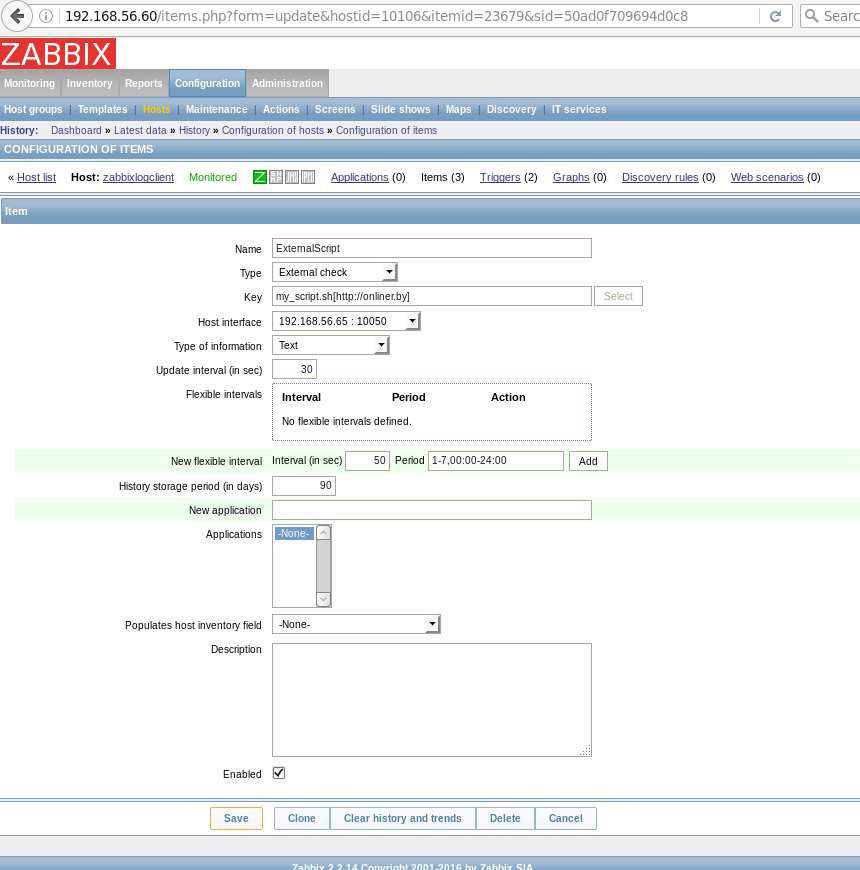 192.168.56.60/items.php?form=update&hostid=10106&itemid=23679&sid=50ad0f709694d0c8 Searc
ZABBIX
Monitoring Inventory Reports Configuration Administration
Host groups | Templates | Hosts | Maintenance | Actions | Screens | Slide shows | Maps | Discovery | IT services
History: Dashboard » Latest data » History » Configuration of hosts » Configuration of items
CONFIGURATION OF ITEMS
« Host list Host: zabbixlogclient Monitored Z Applications (0) Items (3) Triggers (2) Graphs (0) Discovery rules (0) Web scenarios (0)
Item
Name ExternalScript
Type External check
Key my_script.sh[http://onliner.by] Select
Host interface 192.168.56.65 : 10050
Type of information Text
Update interval (in sec) 30
Flexible intervals Interval Period Action
No flexible intervals defined.
New flexible interval Interval (in sec) 50 Period 1-7,00:00-24:00 Add
History storage period (in days) 90
New application
Applications -None-
Populates host inventory field -None-
Description
Enabled
Save Clone Clear history and trends Delete Cancel
Zabbix 2.2.14 Copyright 2001-2016 by Zabbix SIA